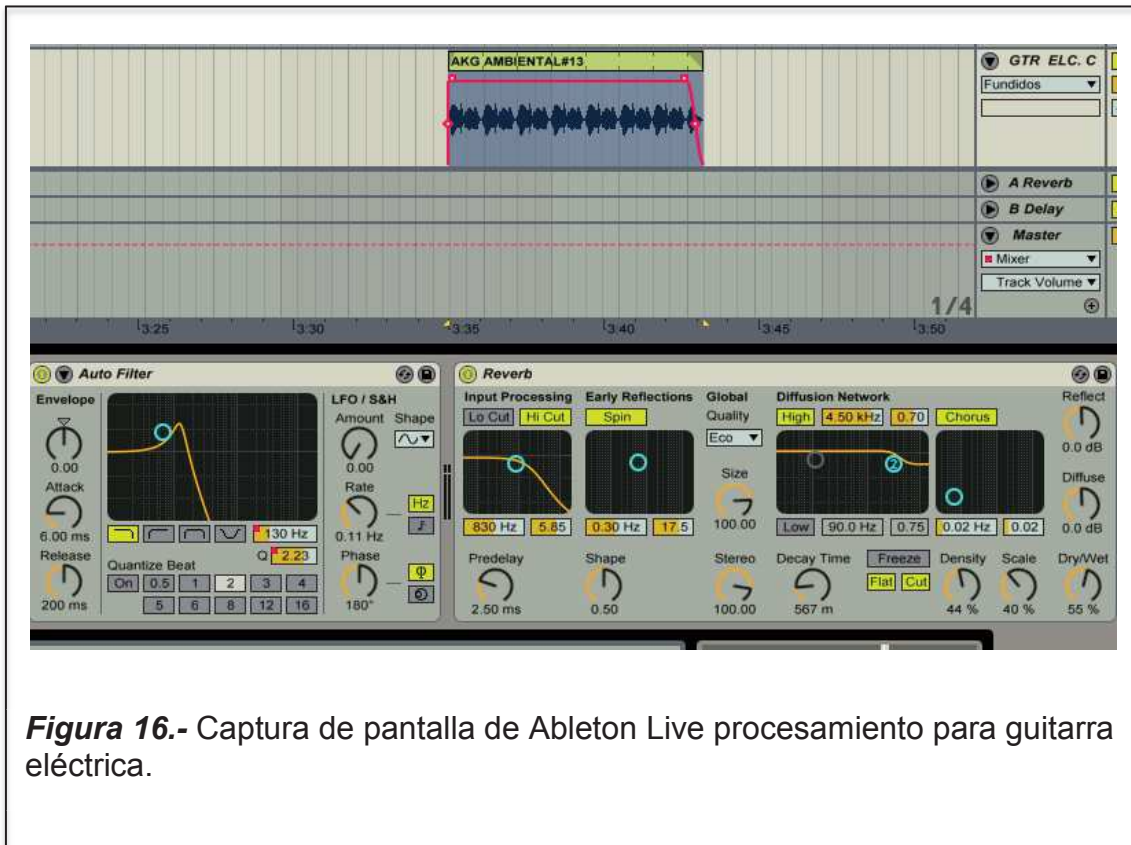 AKG AMBIENTAL#13
GTR ELC. C
Fundidos
A Reverb
B Delay
Master
Mixer
Track Volume
1/4
3:25 3:30 3:35 3:40 3:45 3:50
Auto Filter
Envelope
0.00
Attack
6.00 ms
Release
200 ms
130 Hz
Q 2.23
Quantize Beat
On 0.5 1 2 3 4
5 6 8 12 16
LFO / S&H
Amount Shape
0.00
Rate
Hz
0.11 Hz
Phase
180°
Reverb
Input Processing
Lo Cut Hi Cut
830 Hz 5.85
Predelay
2.50 ms
Early Reflections
Spin
0.30 Hz 17.5
Shape
0.50
Global
Quality
Eco
Size
100.00
Stereo
100.00
Diffusion Network
High 4.50 kHz 0.70 Chorus
2
Low 90.0 Hz 0.75 0.02 Hz 0.02
Decay Time Freeze Density Scale
Flat Cut
567 m 44 % 40 %
Reflect
0.0 dB
Diffuse
0.0 dB
Dry/Wet
55 %
Figura 16.- Captura de pantalla de Ableton Live procesamiento para guitarra
eléctrica.